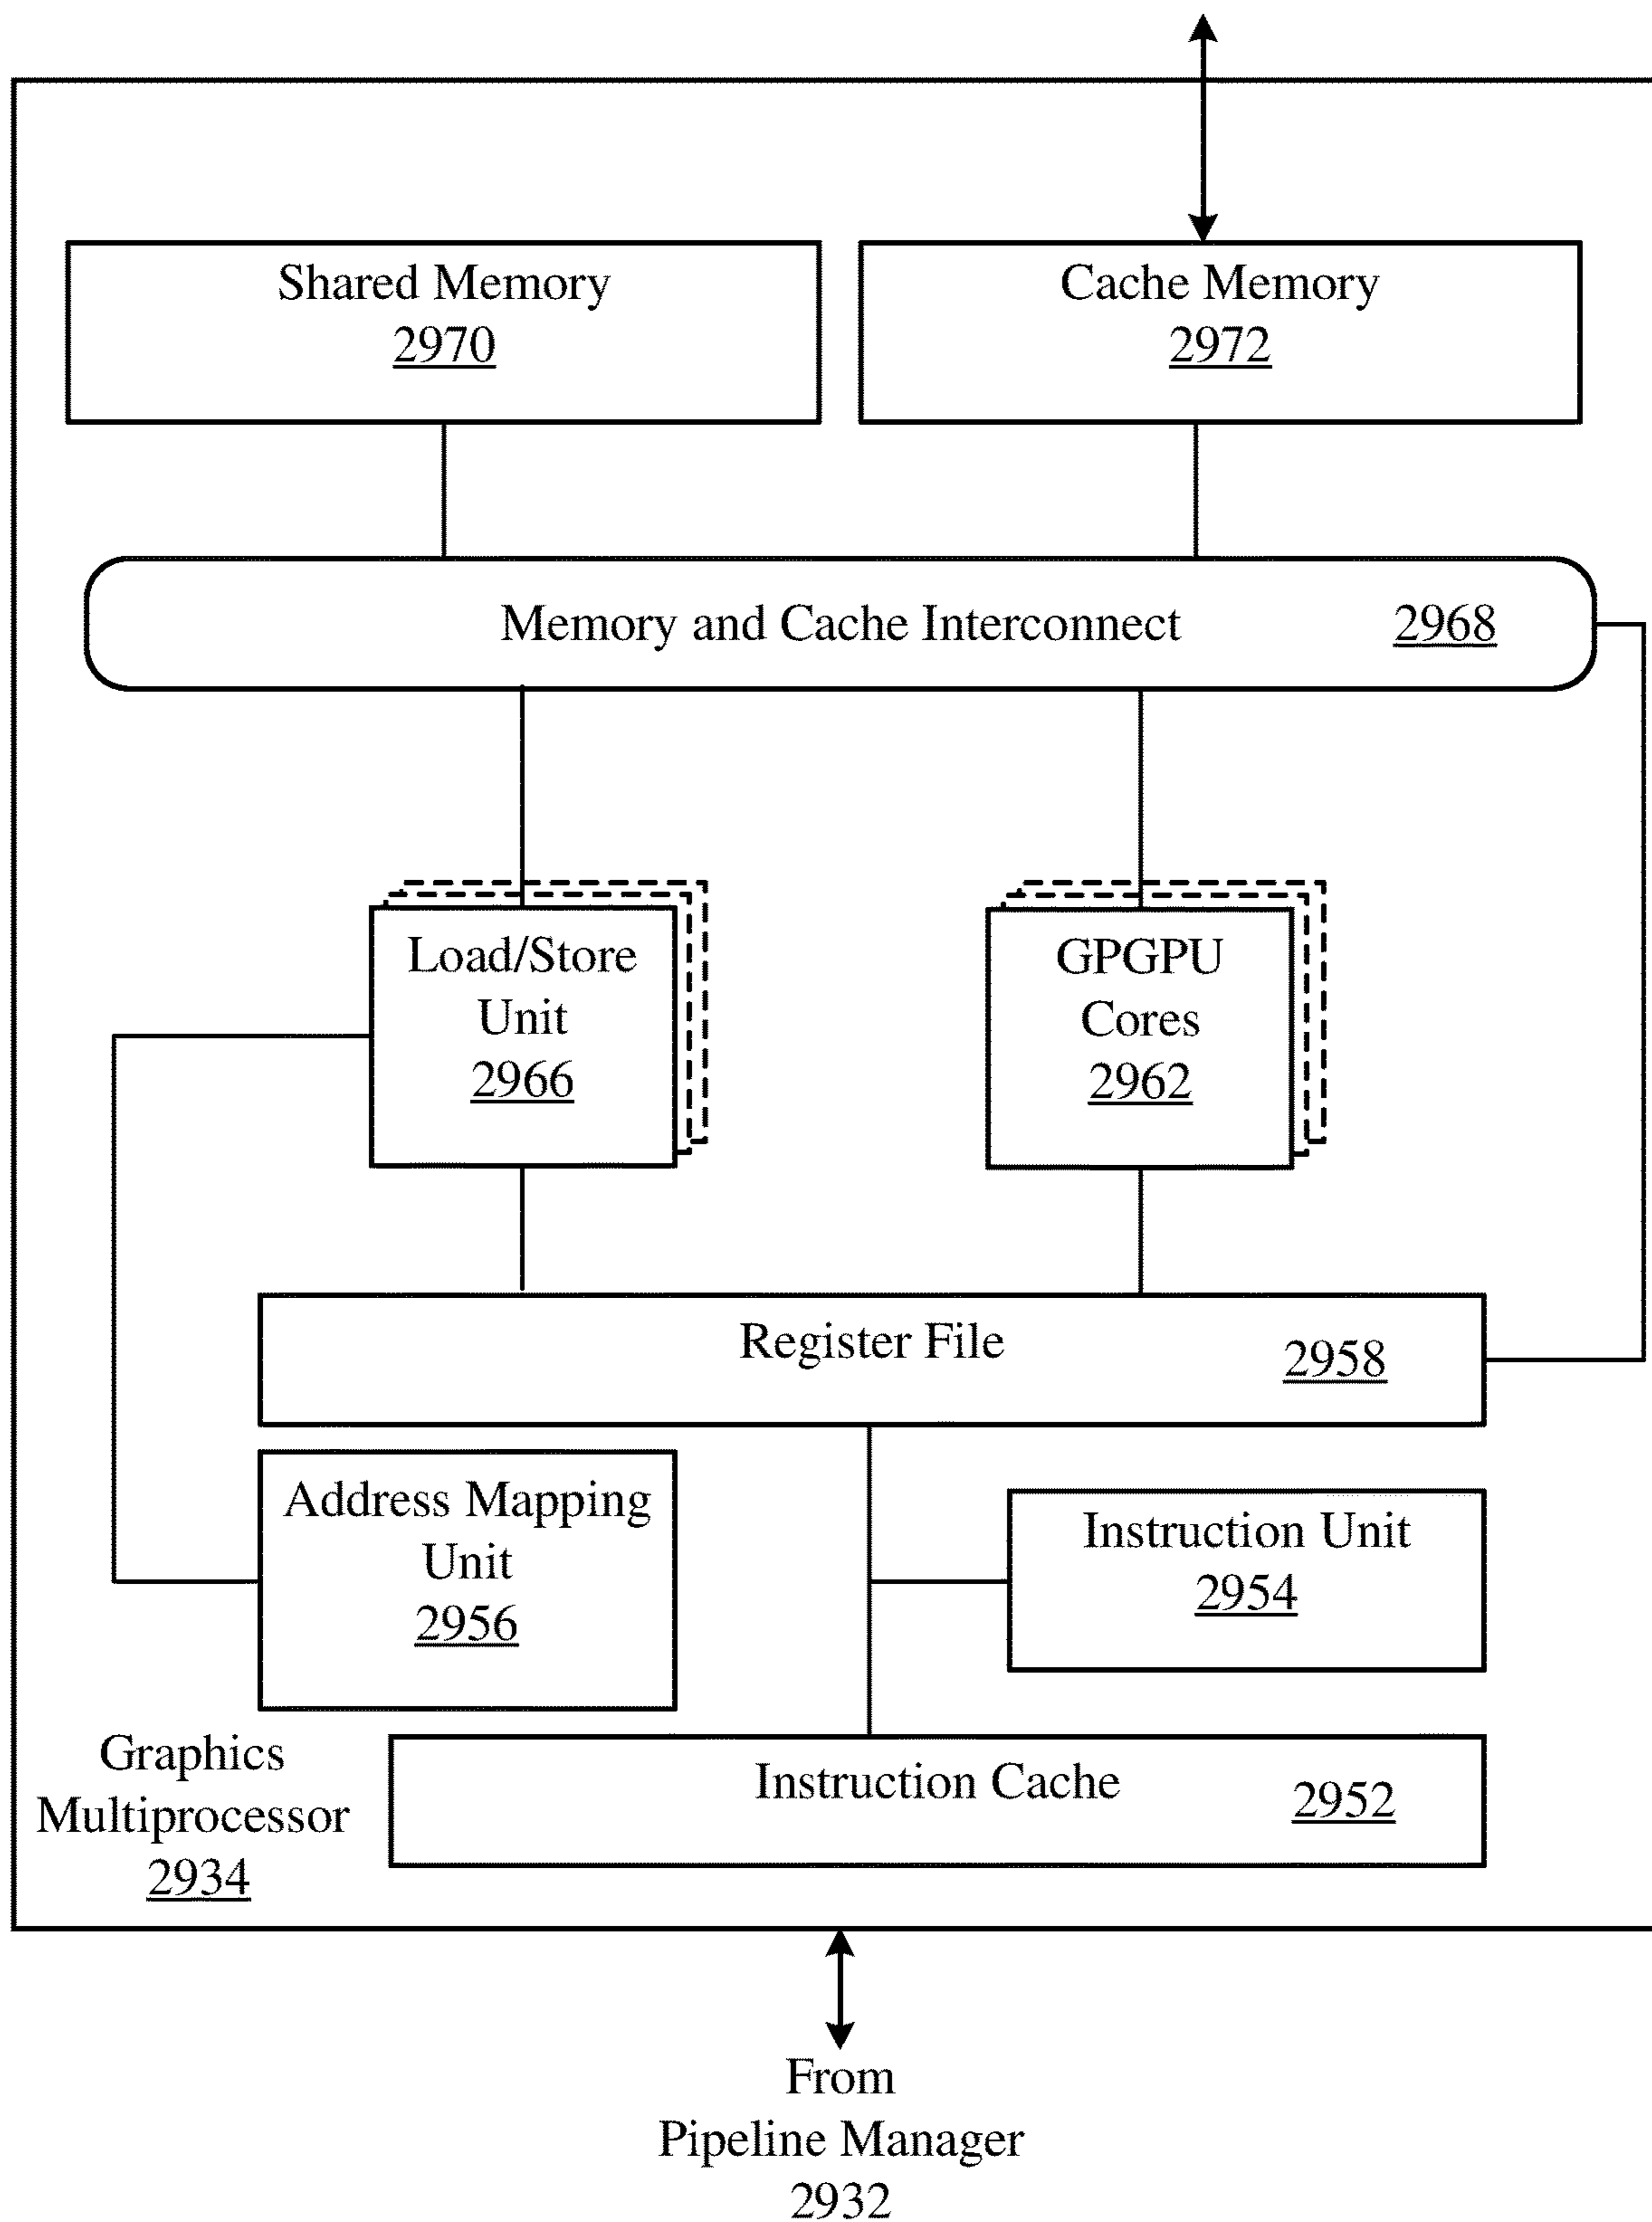 Shared Memory
2970
Cache Memory
2972
Memory and Cache Interconnect 2968
Load/Store
Unit
2966
GPGPU
Cores
2962
Register File 2958
Address Mapping
Unit
2956
Instruction Unit
2954
Graphics
Multiprocessor
2934
Instruction Cache 2952
From
Pipeline Manager
2932